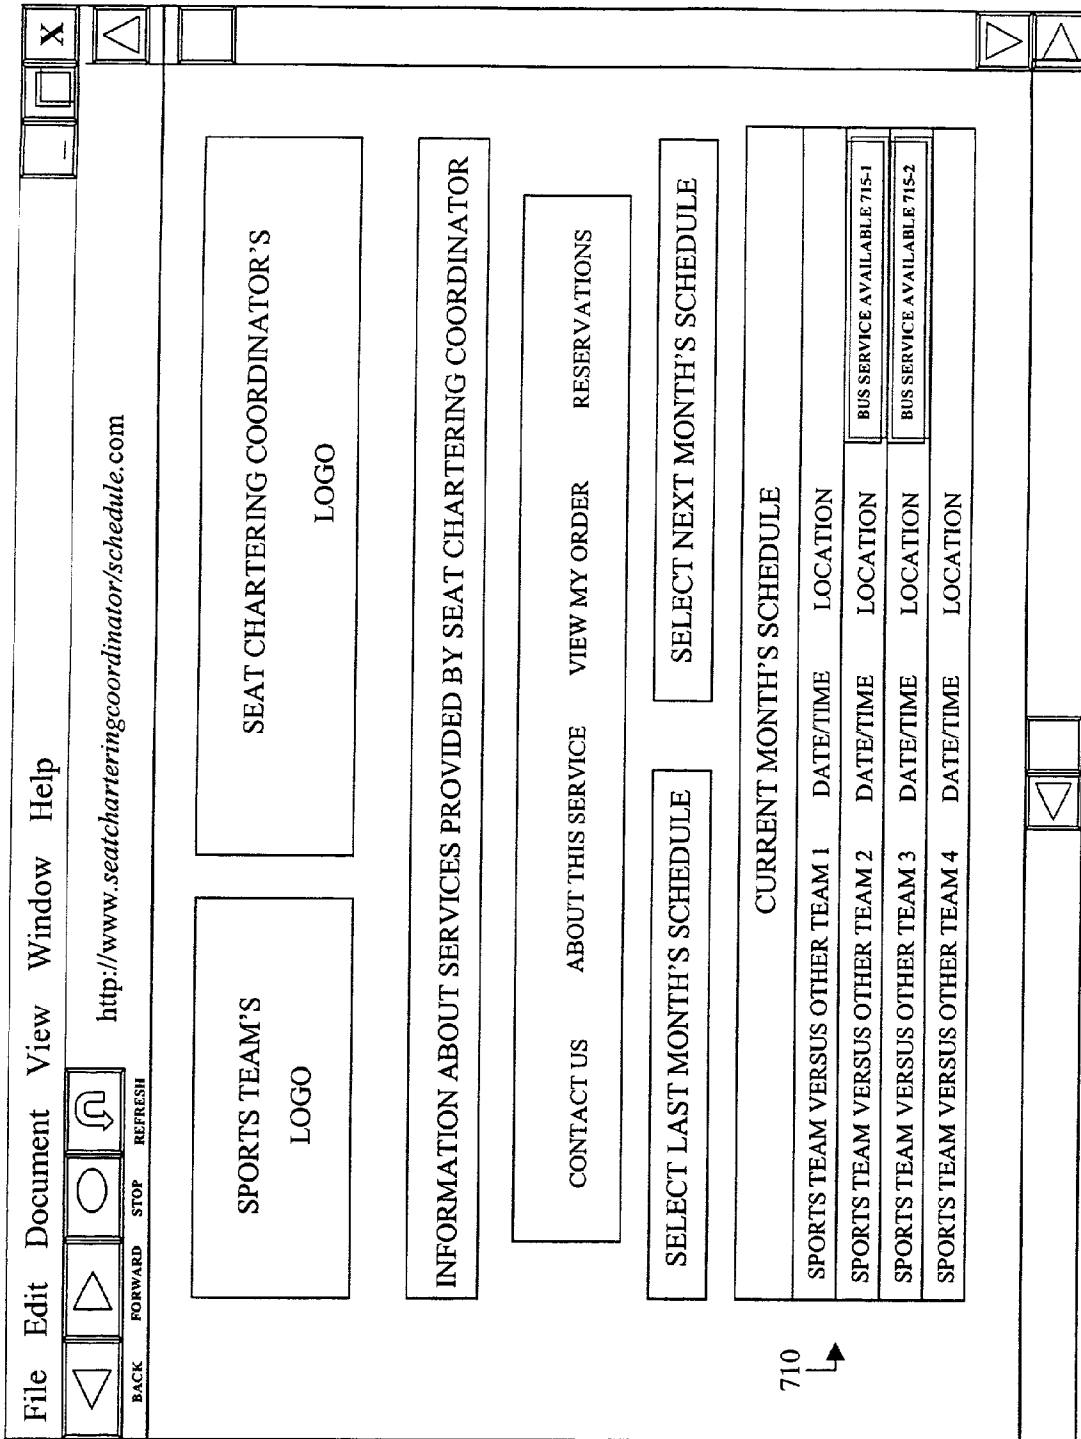 File Edit Document View Window Help
_ X
http://www.seatcharteringcoordinator/schedule.com
BACK FORWARD STOP REFRESH
SPORTS TEAM'S
LOGO
SEAT CHARTERING COORDINATOR'S
LOGO
INFORMATION ABOUT SERVICES PROVIDED BY SEAT CHARTERING COORDINATOR
CONTACT US ABOUT THIS SERVICE VIEW MY ORDER RESERVATIONS
SELECT LAST MONTH'S SCHEDULE SELECT NEXT MONTH'S SCHEDULE
710
CURRENT MONTH'S SCHEDULE
SPORTS TEAM VERSUS OTHER TEAM 1 DATE/TIME LOCATION
SPORTS TEAM VERSUS OTHER TEAM 2 DATE/TIME LOCATION BUS SERVICE AVAILABLE 715-1
SPORTS TEAM VERSUS OTHER TEAM 3 DATE/TIME LOCATION BUS SERVICE AVAILABLE 715-2
SPORTS TEAM VERSUS OTHER TEAM 4 DATE/TIME LOCATION